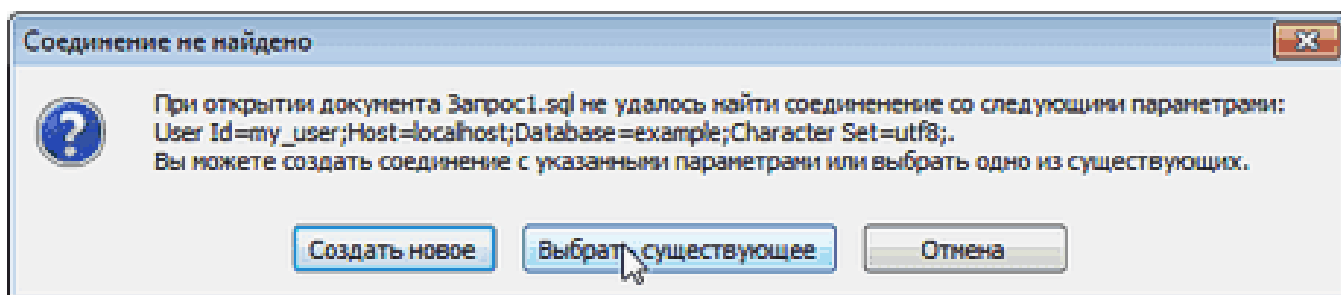 Соединение не найдено
При открытии документа Запрос1.sql не удалось найти соединенение со следующими параметрами:
User Id=my_user;Host=localhost;Database=example;Character Set=utf8;.
Вы можете создать соединение с указанными параметрами или выбрать одно из существующих.
Создать новое Выбрать существующее Отмена